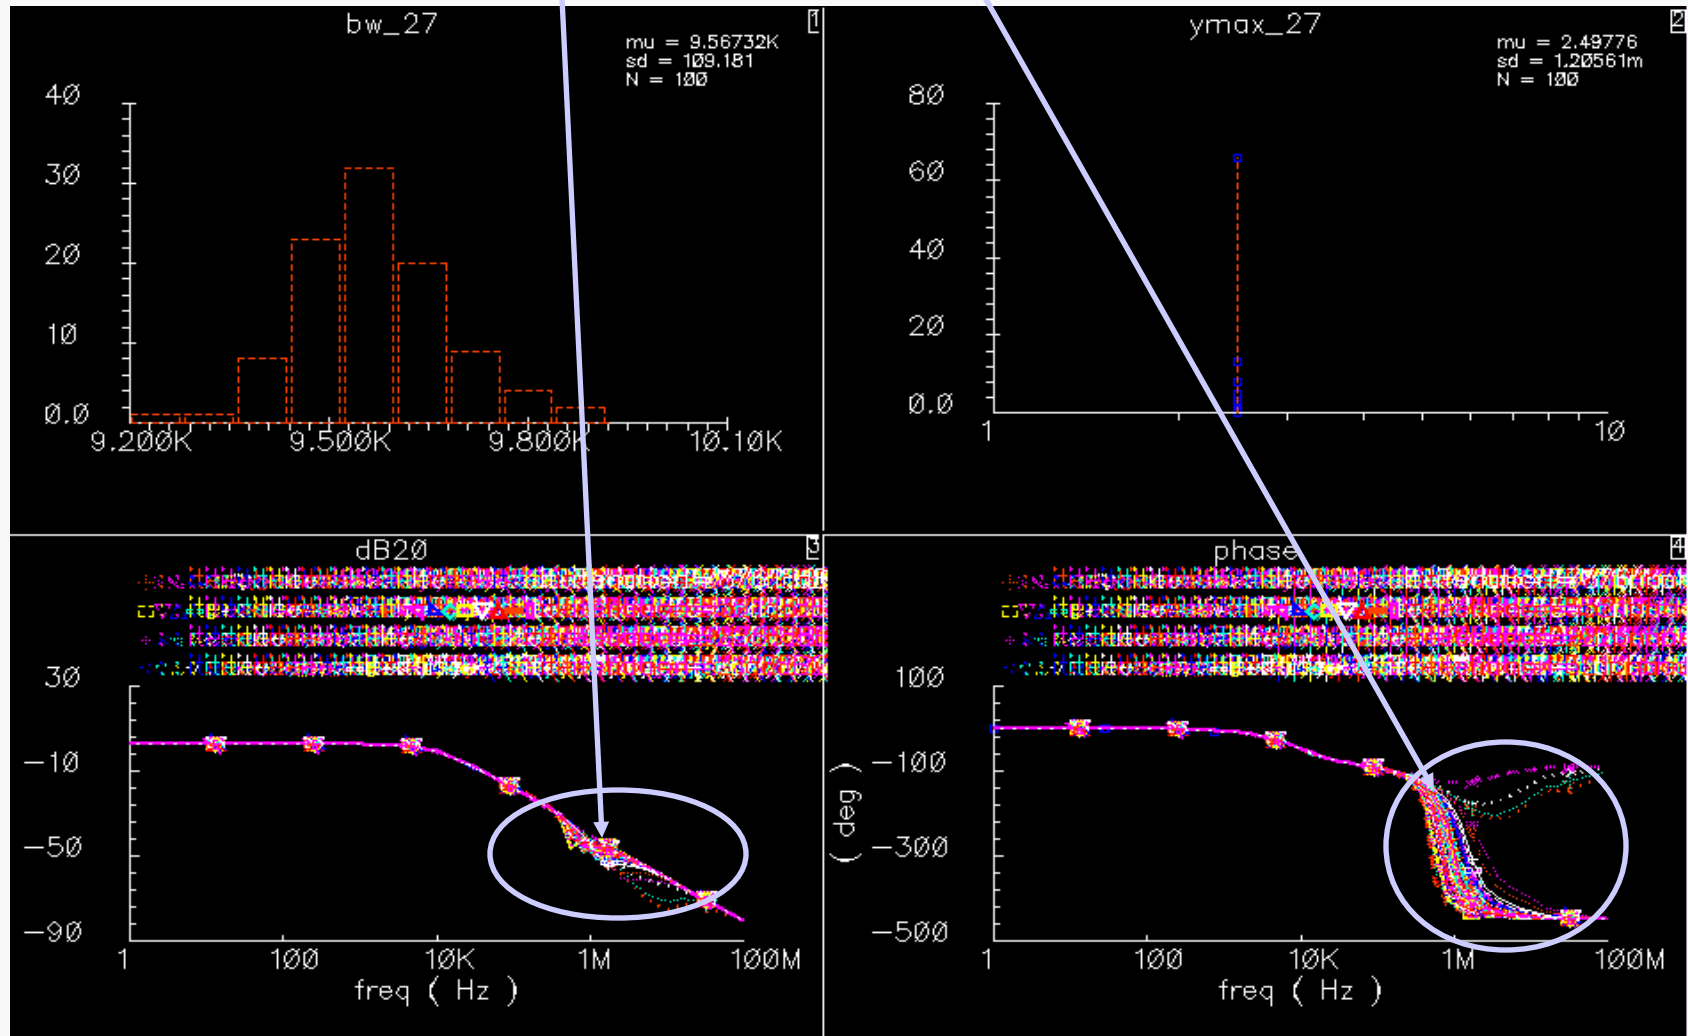 bw_27
1
mu = 9.56732K
sd = 109.181
N = 100
40
30
20
10
0.0
9.200K 9.500K 9.800K 10.10K
ymax_27
2
mu = 2.49776
sd = 1.20561m
N = 100
80
60
40
20
0.0
1 10
dB20
3
30
-10
-50
-90
1 100 10K 1M 100M
freq ( Hz )
phase
4
( deg )
100
-100
-300
-500
1 100 10K 1M 100M
freq ( Hz )